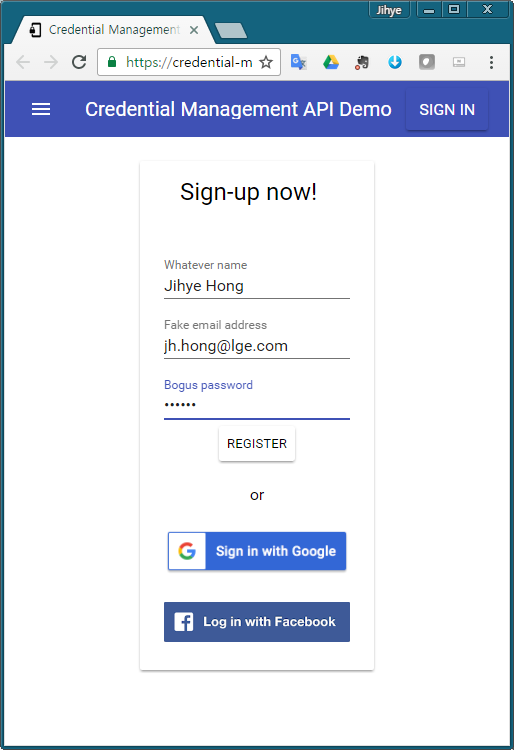 Jihye
Credential Management
https://credential-m
Credential Management API Demo
SIGN IN
Sign-up now!
Whatever name
Jihye Hong
Fake email address
jh.hong@lge.com
Bogus password
••••••
REGISTER
or
G Sign in with Google
f Log in with Facebook